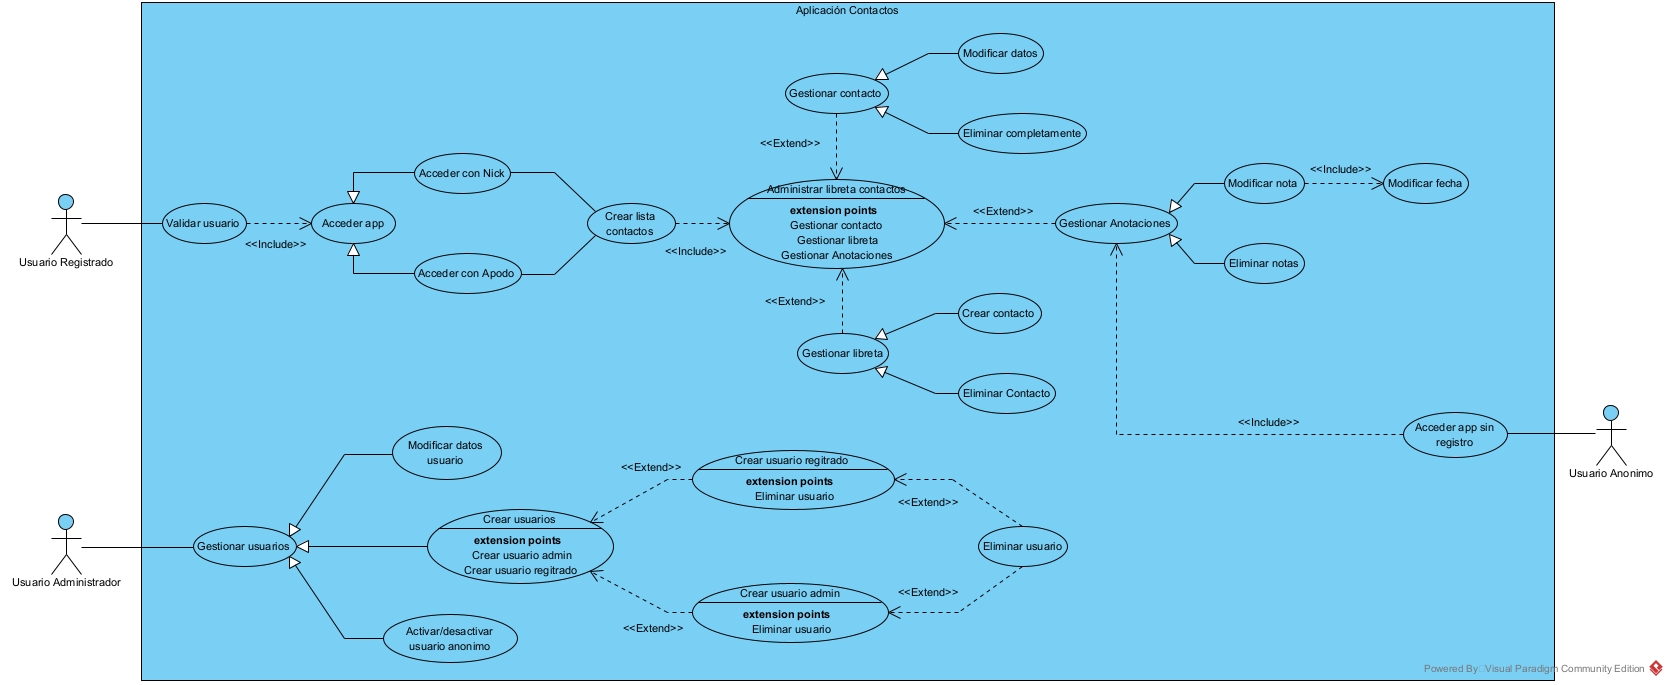 Aplicación Contactos
Modificar datos
Gestionar contacto
Eliminar completamente
<<Extend>>
Acceder con Nick
Administrar libreta contactos
extension points
Gestionar contacto
Gestionar libreta
Gestionar Anotaciones
Modificar nota
<<Include>>
Modificar fecha
Validar usuario
<<Include>>
Acceder app
Crear lista
contactos
<<Include>>
<<Extend>>
Gestionar Anotaciones
Usuario Registrado
Acceder con Apodo
Eliminar notas
<<Extend>>
Crear contacto
Gestionar libreta
Eliminar Contacto
<<Include>>
Acceder app sin
registro
Usuario Anonimo
Modificar datos
usuario
<<Extend>>
Crear usuario regitrado
extension points
Eliminar usuario
<<Extend>>
Gestionar usuarios
Crear usuarios
extension points
Crear usuario admin
Crear usuario regitrado
Eliminar usuario
Usuario Administrador
<<Extend>>
Crear usuario admin
extension points
Eliminar usuario
<<Extend>>
Activar/desactivar
usuario anonimo
Powered By: Visual Paradigm Community Edition